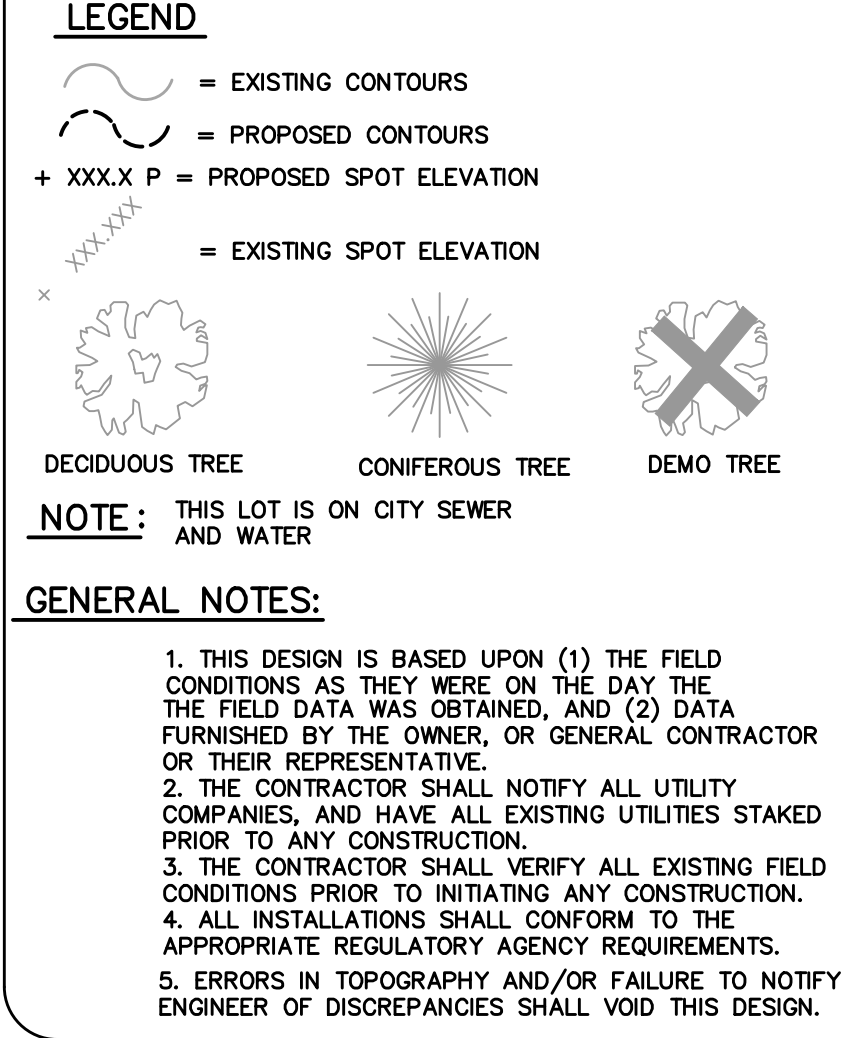 LEGEND
= EXISTING CONTOURS
= PROPOSED CONTOURS
+ XXX.X P = PROPOSED SPOT ELEVATION
XXX.XXX
= EXISTING SPOT ELEVATION
×
DECIDUOUS TREE
CONIFEROUS TREE
DEMO TREE
NOTE: THIS LOT IS ON CITY SEWER
AND WATER
GENERAL NOTES:
1. THIS DESIGN IS BASED UPON (1) THE FIELD
CONDITIONS AS THEY WERE ON THE DAY THE
THE FIELD DATA WAS OBTAINED, AND (2) DATA
FURNISHED BY THE OWNER, OR GENERAL CONTRACTOR
OR THEIR REPRESENTATIVE.
2. THE CONTRACTOR SHALL NOTIFY ALL UTILITY
COMPANIES, AND HAVE ALL EXISTING UTILITIES STAKED
PRIOR TO ANY CONSTRUCTION.
3. THE CONTRACTOR SHALL VERIFY ALL EXISTING FIELD
CONDITIONS PRIOR TO INITIATING ANY CONSTRUCTION.
4. ALL INSTALLATIONS SHALL CONFORM TO THE
APPROPRIATE REGULATORY AGENCY REQUIREMENTS.
5. ERRORS IN TOPOGRAPHY AND/OR FAILURE TO NOTIFY
ENGINEER OF DISCREPANCIES SHALL VOID THIS DESIGN.